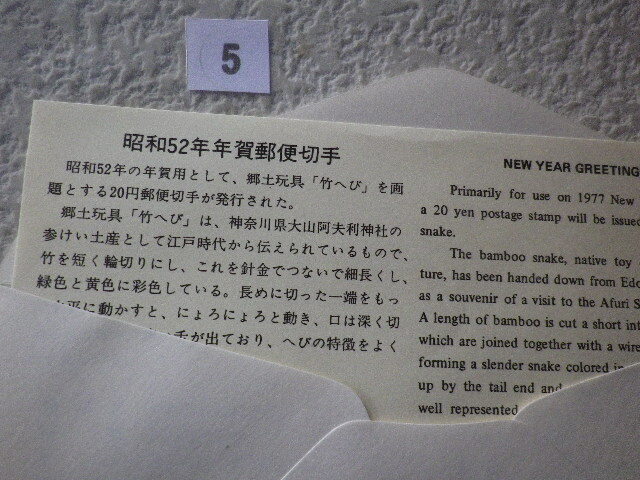 5
昭和52年年賀郵便切手
昭和52年の年賀用として、郷土玩具「竹へび」を画
題とする20円郵便切手が発行された。
郷土玩具「竹へび」は、神奈川県大山阿夫利神社の
参けい土産として江戸時代から伝えられているもので、
竹を短く輪切りにし、これを針金でつないで細長くし、
緑色と黄色に彩色している。長めに切った一端をもっ
平に動かすと、にょろにょろと動き、口は深く切
舌が出ており、へびの特徴をよく
NEW YEAR GREETING
Primarily for use on 1977 New
a 20 yen postage stamp will be issued
snake.
The bamboo snake, native toy
ture, has been handed down from Edo
as a souvenir of a visit to the Afuri S
A length of bamboo is cut a short int
which are joined together with a wire
forming a slender snake colored in
up by the tail end and
well represented